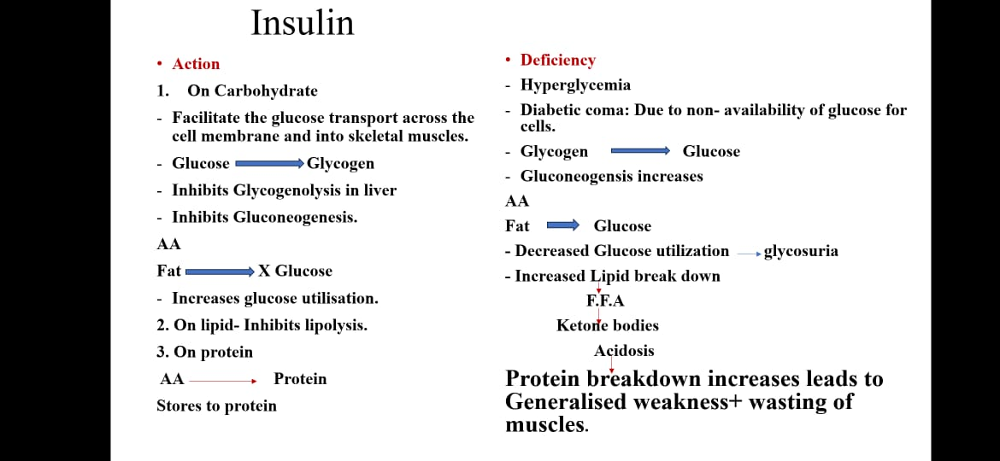 Insulin
• Action
1. On Carbohydrate
- Facilitate the glucose transport across the
cell membrane and into skeletal muscles.
- Glucose Glycogen
- Inhibits Glycogenolysis in liver
- Inhibits Gluconeogenesis.
AA
Fat X Glucose
- Increases glucose utilisation.
2. On lipid- Inhibits lipolysis.
3. On protein
AA Protein
Stores to protein
• Deficiency
- Hyperglycemia
- Diabetic coma: Due to non- availability of glucose for
cells.
- Glycogen Glucose
- Gluconeogensis increases
AA
Fat Glucose
- Decreased Glucose utilization glycosuria
- Increased Lipid break down
F.F.A
Ketone bodies
Acidosis
Protein breakdown increases leads to
Generalised weakness+ wasting of
muscles.